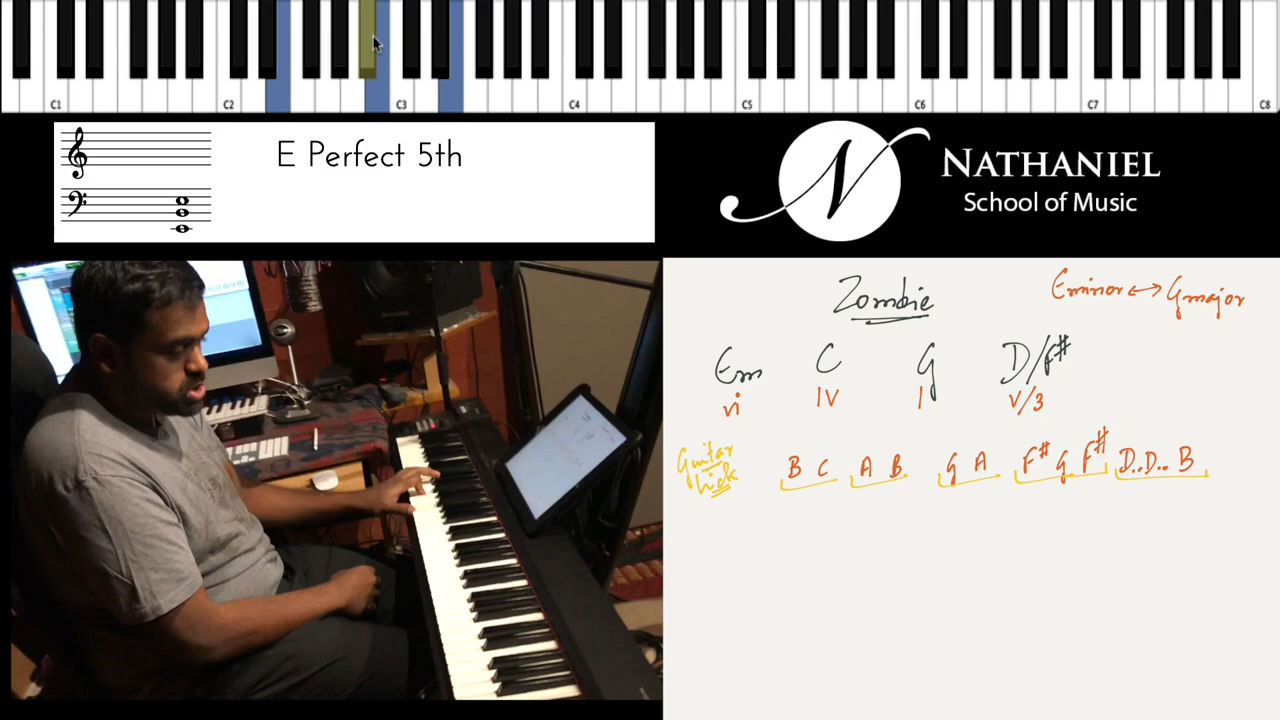 C1 C2 C3 C4 C5 C6 C7 C8
E Perfect 5th
NATHANIEL
School of Music
Zombie
Eminor ↔ Gmajor
Em C G D/F#
vi IV I V/3
Guitar
Lick
B C A B G A F# G F# D..D.. B